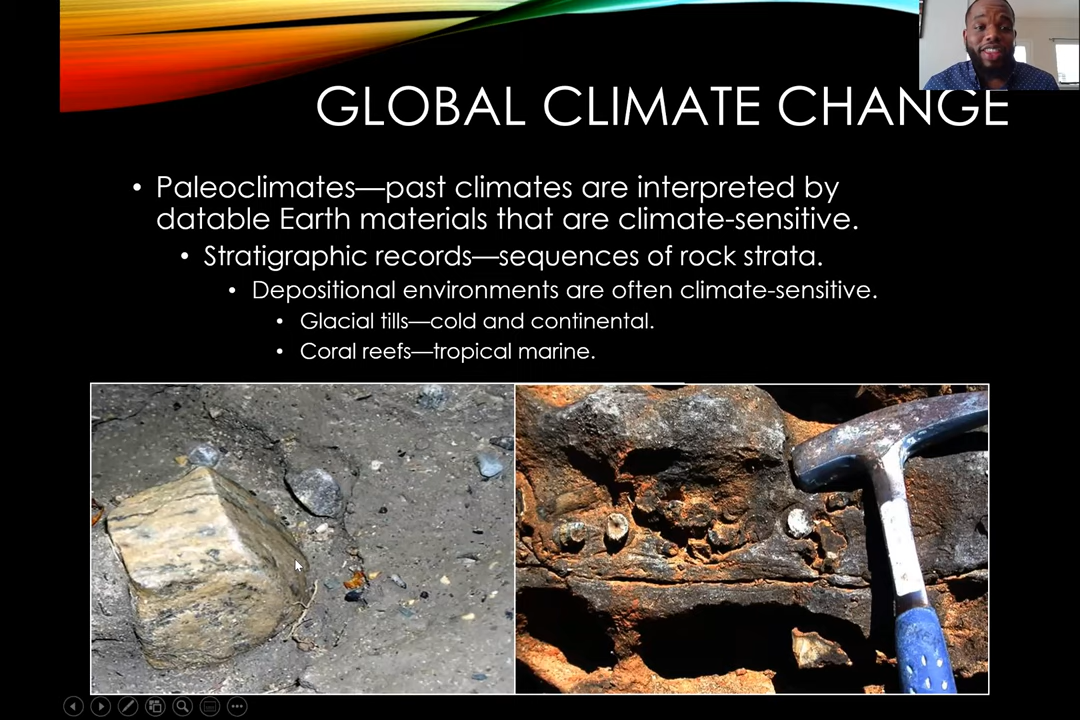 GLOBAL CLIMATE CHANGE
• Paleoclimates—past climates are interpreted by
datable Earth materials that are climate-sensitive.
• Stratigraphic records—sequences of rock strata.
• Depositional environments are often climate-sensitive.
• Glacial tills—cold and continental.
• Coral reefs—tropical marine.